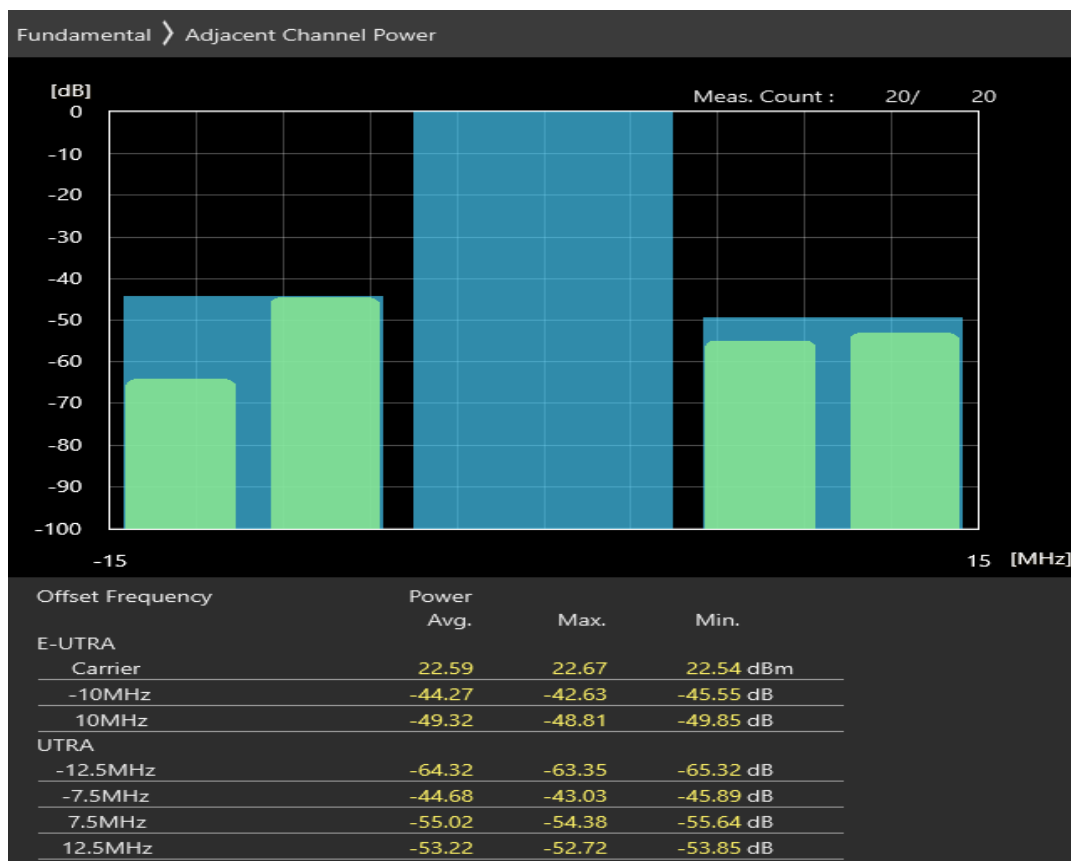 Fundamental 〉 Adjacent Channel Power
[dB]
Meas. Count : 20/ 20
0
-10
-20
-30
-40
-50
-60
-70
-80
-90
-100
-15 15 [MHz]
Offset Frequency Power
Avg. Max. Min.
E-UTRA
Carrier 22.59 22.67 22.54 dBm
-10MHz -44.27 -42.63 -45.55 dB
10MHz -49.32 -48.81 -49.85 dB
UTRA
-12.5MHz -64.32 -63.35 -65.32 dB
-7.5MHz -44.68 -43.03 -45.89 dB
7.5MHz -55.02 -54.38 -55.64 dB
12.5MHz -53.22 -52.72 -53.85 dB